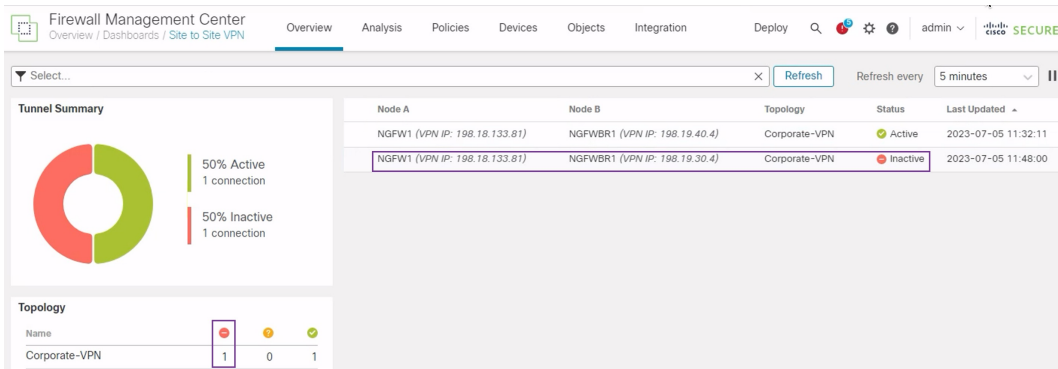 Firewall Management Center
Overview / Dashboards / Site to Site VPN
Overview Analysis Policies Devices Objects Integration Deploy 5 admin cisco SECURE
Select... Refresh Refresh every 5 minutes
Tunnel Summary
50% Active
1 connection
50% Inactive
1 connection
Node A Node B Topology Status Last Updated
NGFW1 (VPN IP: 198.18.133.81) NGFWBR1 (VPN IP: 198.19.40.4) Corporate-VPN Active 2023-07-05 11:32:11
NGFW1 (VPN IP: 198.18.133.81) NGFWBR1 (VPN IP: 198.19.30.4) Corporate-VPN Inactive 2023-07-05 11:48:00
Topology
Name
Corporate-VPN 1 0 1